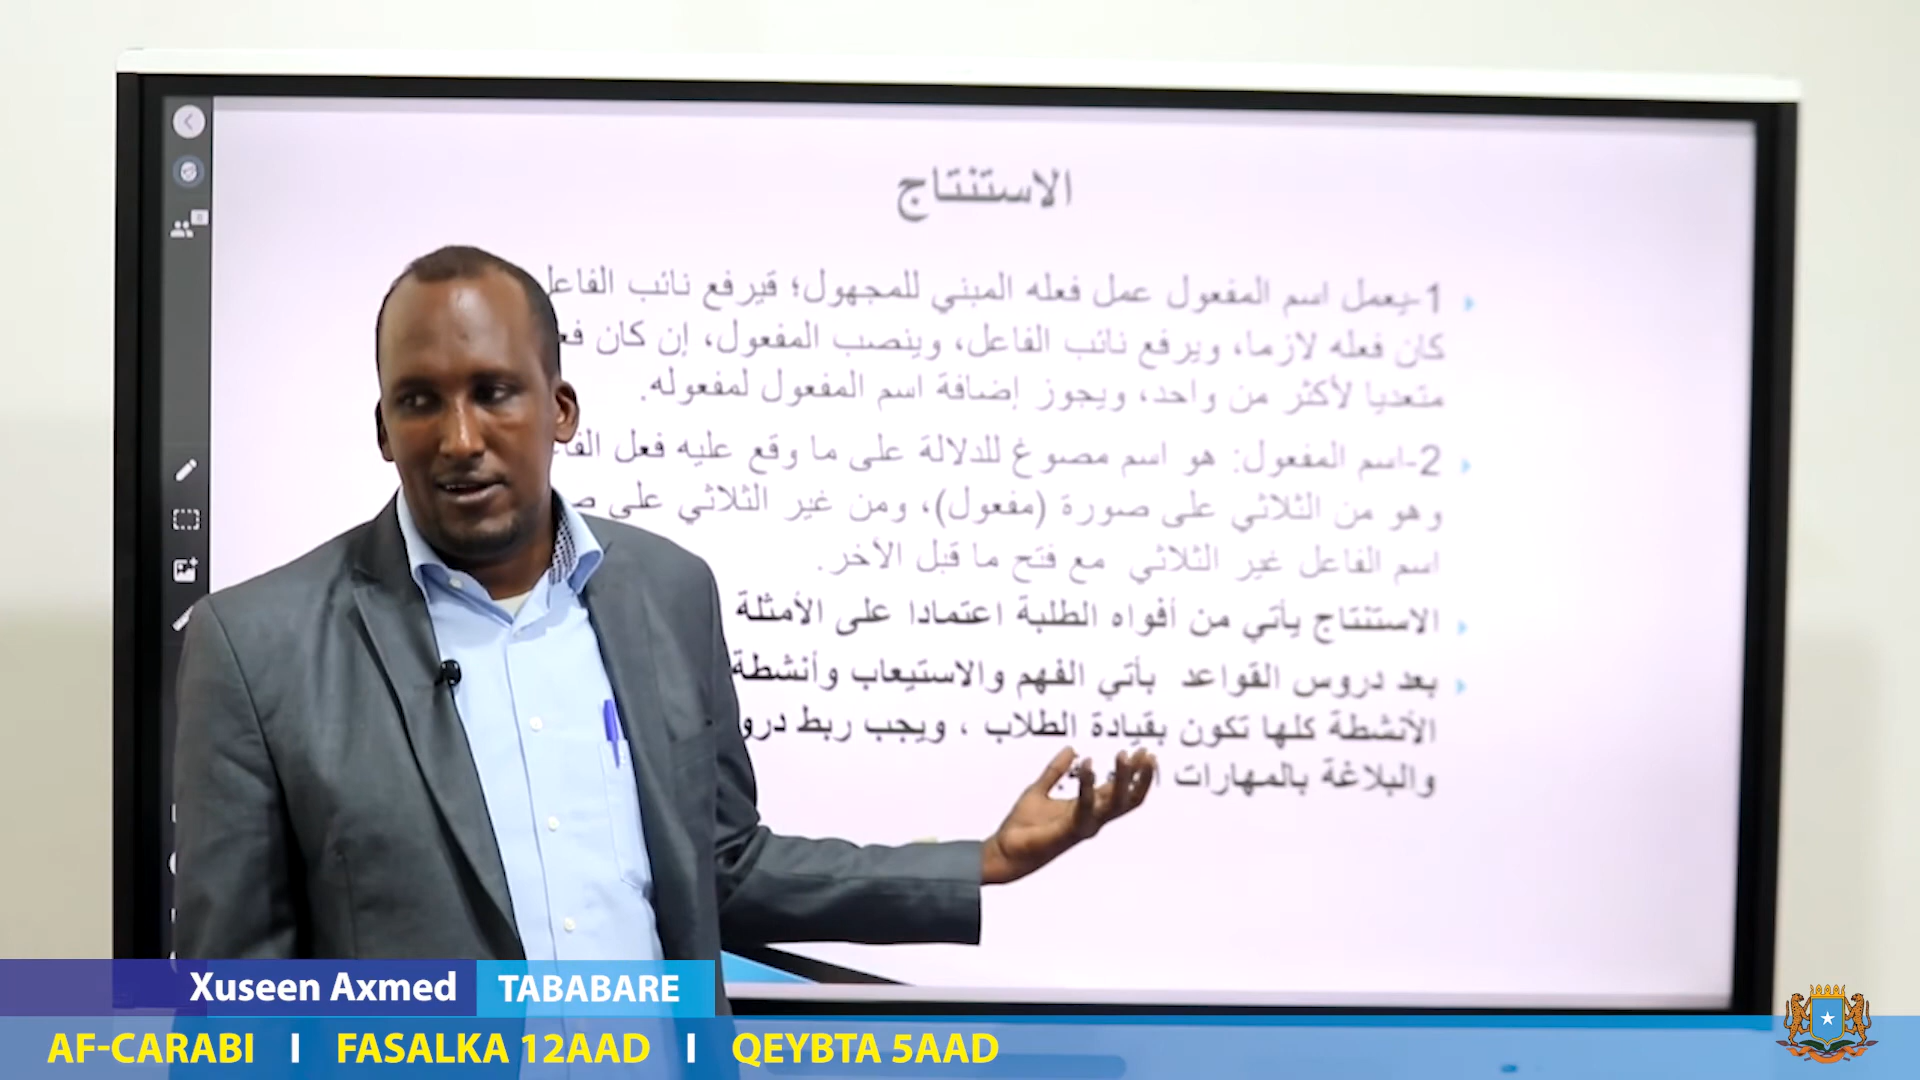 الاستنتاج
1-يعمل اسم المفعول عمل فعله المبني للمجهول؛ فيرفع نائب الفاعل
كان فعله لازما، ويرفع نائب الفاعل، وينصب المفعول، إن كان
متعديا لأكثر من واحد، ويجوز إضافة اسم المفعول لمفعوله.
2-اسم المفعول: هو اسم مصوغ للدلالة على ما وقع عليه فعل
وهو من الثلاثي على صورة (مفعول)، ومن غير الثلاثي على
اسم الفاعل غير الثلاثي مع فتح ما قبل الأخر.
الاستنتاج يأتي من أفواه الطلبة اعتمادا على الأمثلة
بعد دروس القواعد يأتي الفهم والاستيعاب وأنشطة
الأنشطة كلها تكون بقيادة الطلاب ، ويجب ربط
والبلاغة بالمهارات
Xuseen Axmed TABABARE
AF-CARABI I FASALKA 12AAD I QEYBTA 5AAD